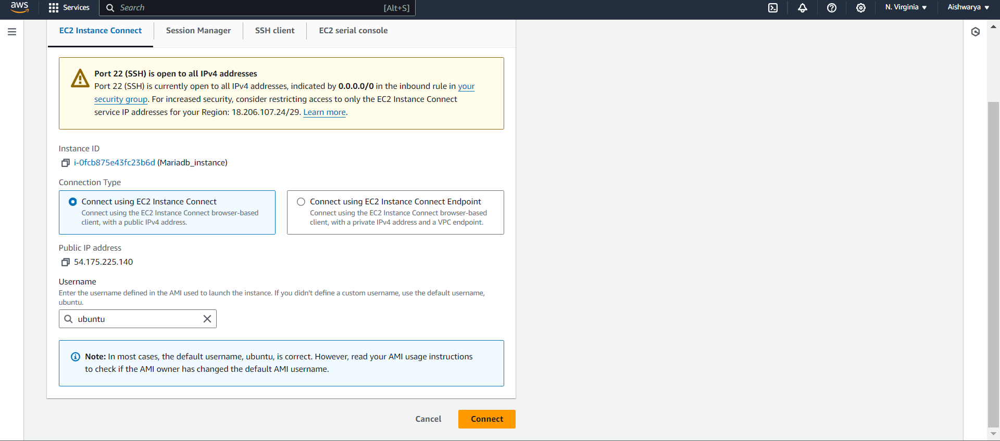 aws
Services
Search
[Alt+S]
N. Virginia
Aishwarya
EC2 Instance Connect
Session Manager
SSH client
EC2 serial console
Port 22 (SSH) is open to all IPv4 addresses
Port 22 (SSH) is currently open to all IPv4 addresses, indicated by 0.0.0.0/0 in the inbound rule in your
security group. For increased security, consider restricting access to only the EC2 Instance Connect
service IP addresses for your Region: 18.206.107.24/29. Learn more.
Instance ID
i-0fcb875e43fc23b6d (Mariadb_instance)
Connection Type
Connect using EC2 Instance Connect
Connect using the EC2 Instance Connect browser-based
client, with a public IPv4 address.
Connect using EC2 Instance Connect Endpoint
Connect using the EC2 Instance Connect browser-based
client, with a private IPv4 address and a VPC endpoint.
Public IP address
54.175.225.140
Username
Enter the username defined in the AMI used to launch the instance. If you didn't define a custom username, use the default username,
ubuntu.
ubuntu
Note: In most cases, the default username, ubuntu, is correct. However, read your AMI usage instructions
to check if the AMI owner has changed the default AMI username.
Cancel
Connect